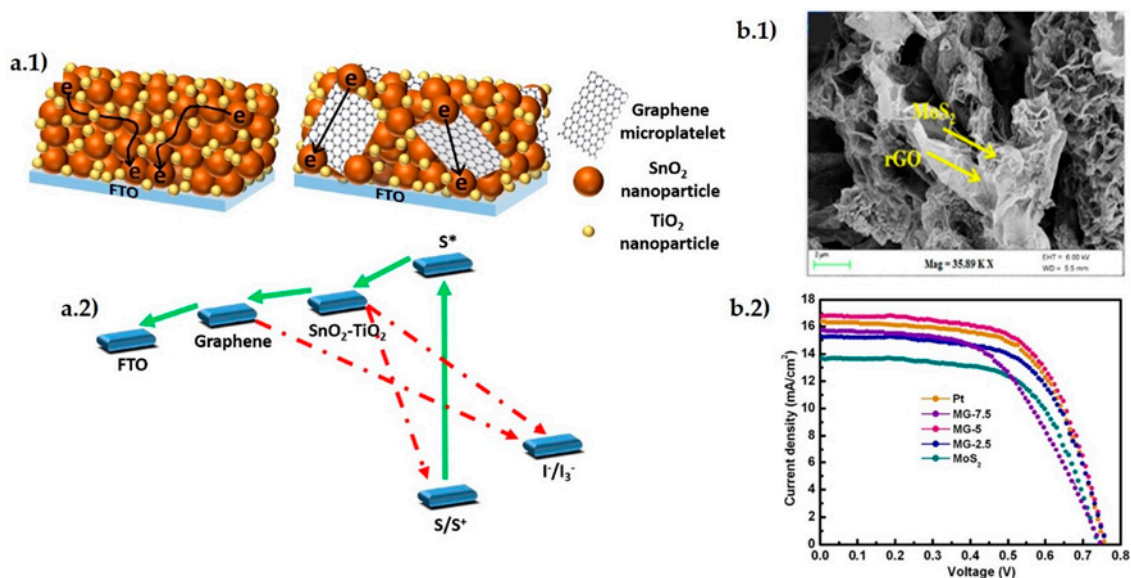 a.1)
e
e
e
e
FTO
e
e
e
e
FTO
Graphene
microplatelet
SnO₂
nanoparticle
TiO₂
nanoparticle
a.2)
S*
SnO₂-TiO₂
Graphene
FTO
I⁻/I₃⁻
S/S⁺
b.1)
MoS₂
rGO
2 µm
Mag = 35.89 K X
EHT = 6.00 kV
WD = 5.5 mm
b.2)
Current density (mA/cm²)
18
16
14
12
10
8
6
4
2
0
Pt
MG-7.5
MG-5
MG-2.5
MoS₂
0.0 0.1 0.2 0.3 0.4 0.5 0.6 0.7 0.8
Voltage (V)